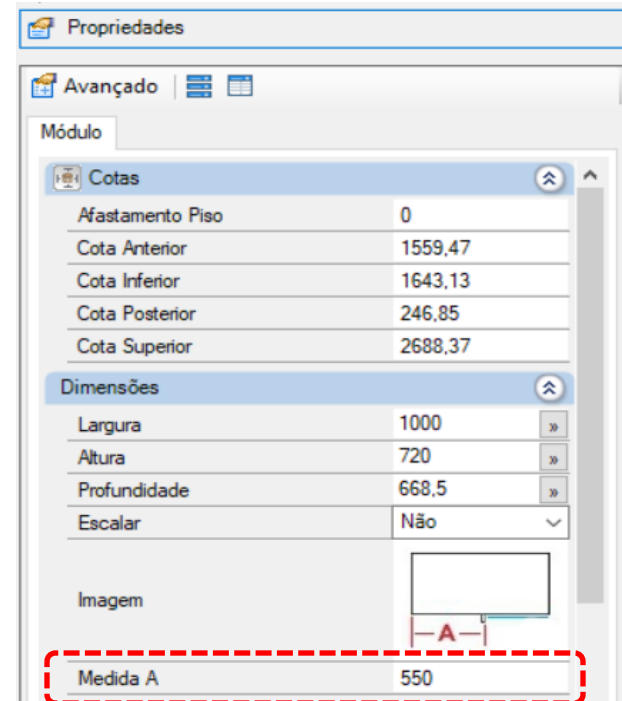 Propriedades
Avançado
Módulo
Cotas
Afastamento Piso 0
Cota Anterior 1559,47
Cota Inferior 1643,13
Cota Posterior 246,85
Cota Superior 2688,37
Dimensões
Largura 1000 »
Altura 720 »
Profundidade 668,5 »
Escalar Não
Imagem
A
Medida A 550